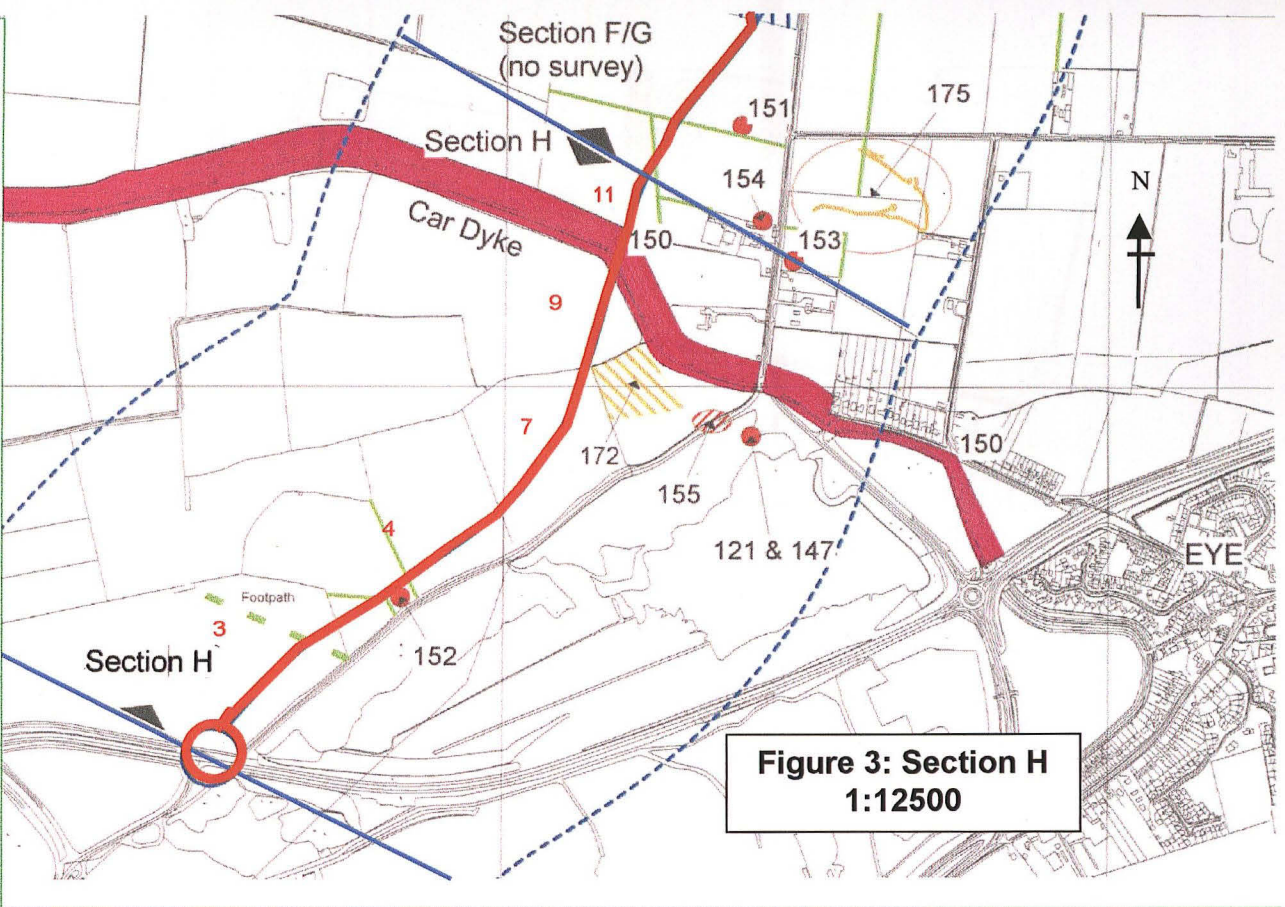 Section F/G
(no survey)
151
175
Section H
154
N
11
Car Dyke
150
153
9
7
172
150
155
4
121 & 147
EYE
Footpath
3
Section H
152
Figure 3: Section H
1:12500